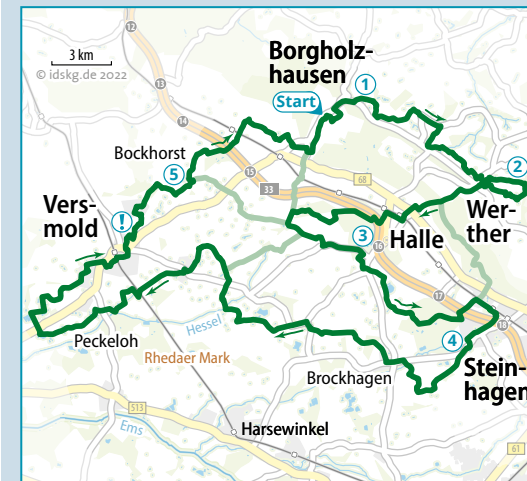 3 km
© idskg.de 2022
12
13
14
Borgholz-
hausen
Start
1
Bockhorst
5
15
33
68
2
Vers-
mold
!
Wer-
ther
3
Halle
16
17
18
4
Hessel
Peckeloh
Rhedaer Mark
Brockhagen
Stein-
hagen
513
Ems
Harsewinkel
61